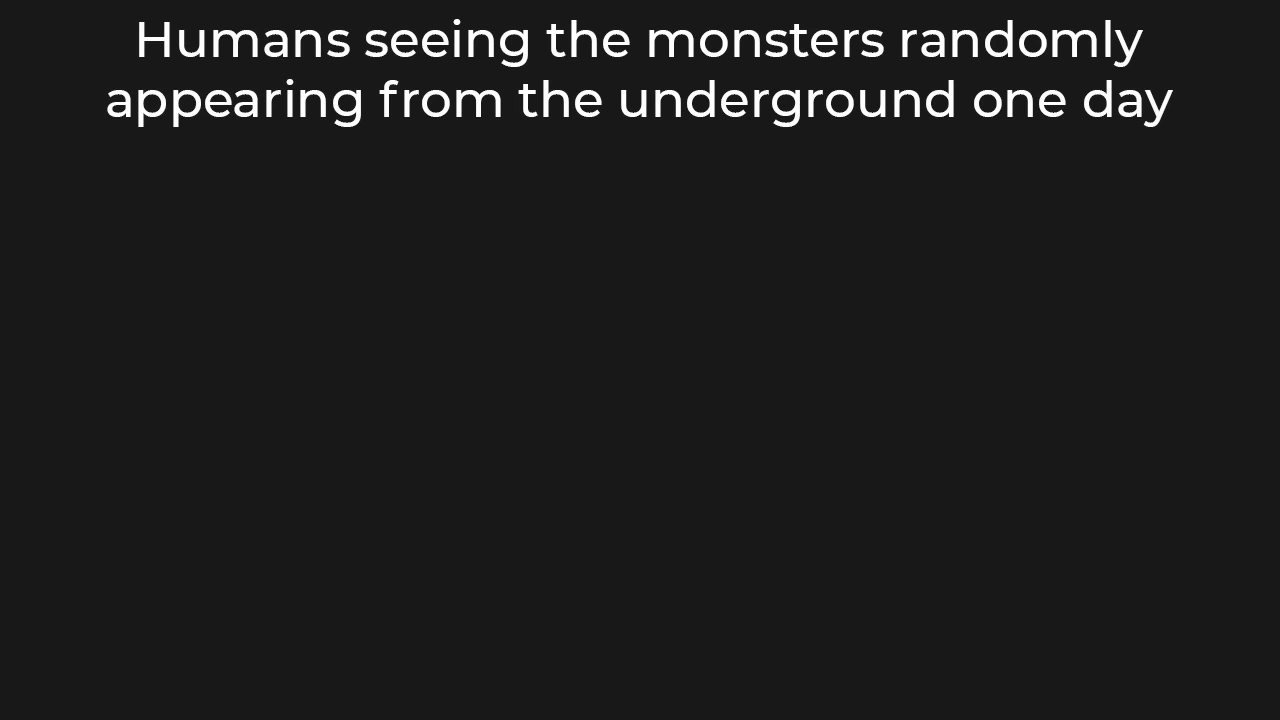 Humans seeing the monsters randomly
appearing from the underground one day